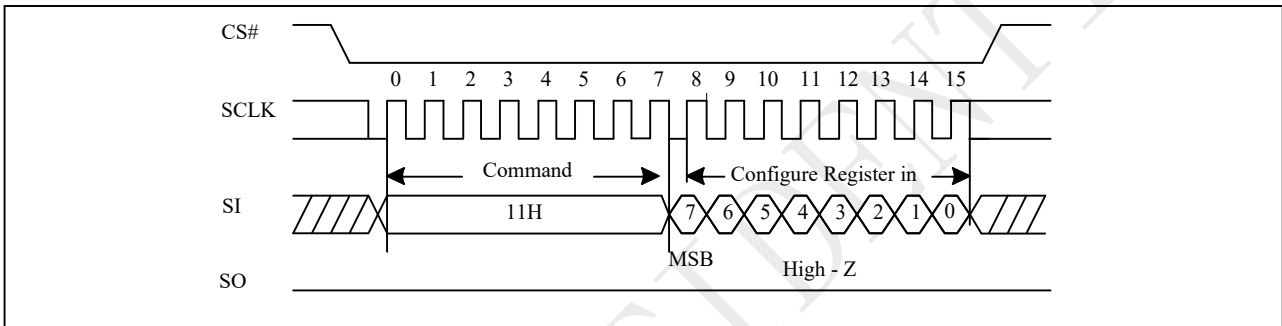 CS#
0 1 2 3 4 5 6 7 8 9 10 11 12 13 14 15
SCLK
Command Configure Register in
SI 11H 7 6 5 4 3 2 1 0
MSB High - Z
SO